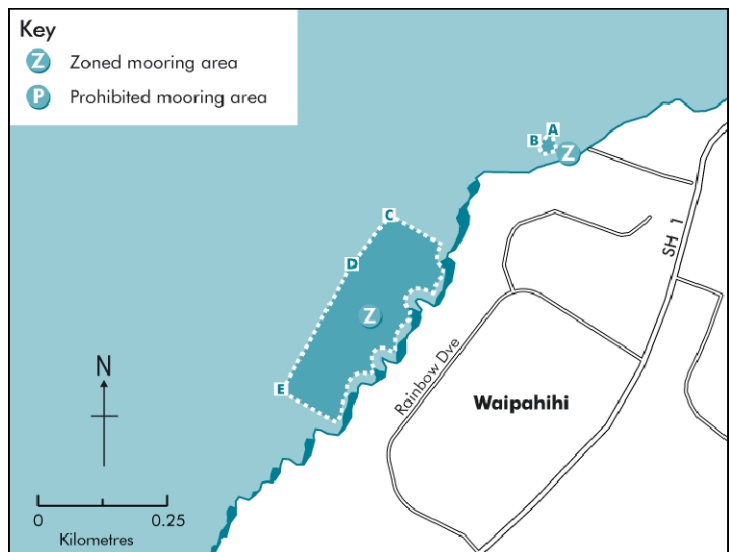 Key
Z Zoned mooring area
P Prohibited mooring area
A
B
Z
C
D
Z
E
SH 1
Rainbow Dve
Waipahihi
N
0 0.25
Kilometres